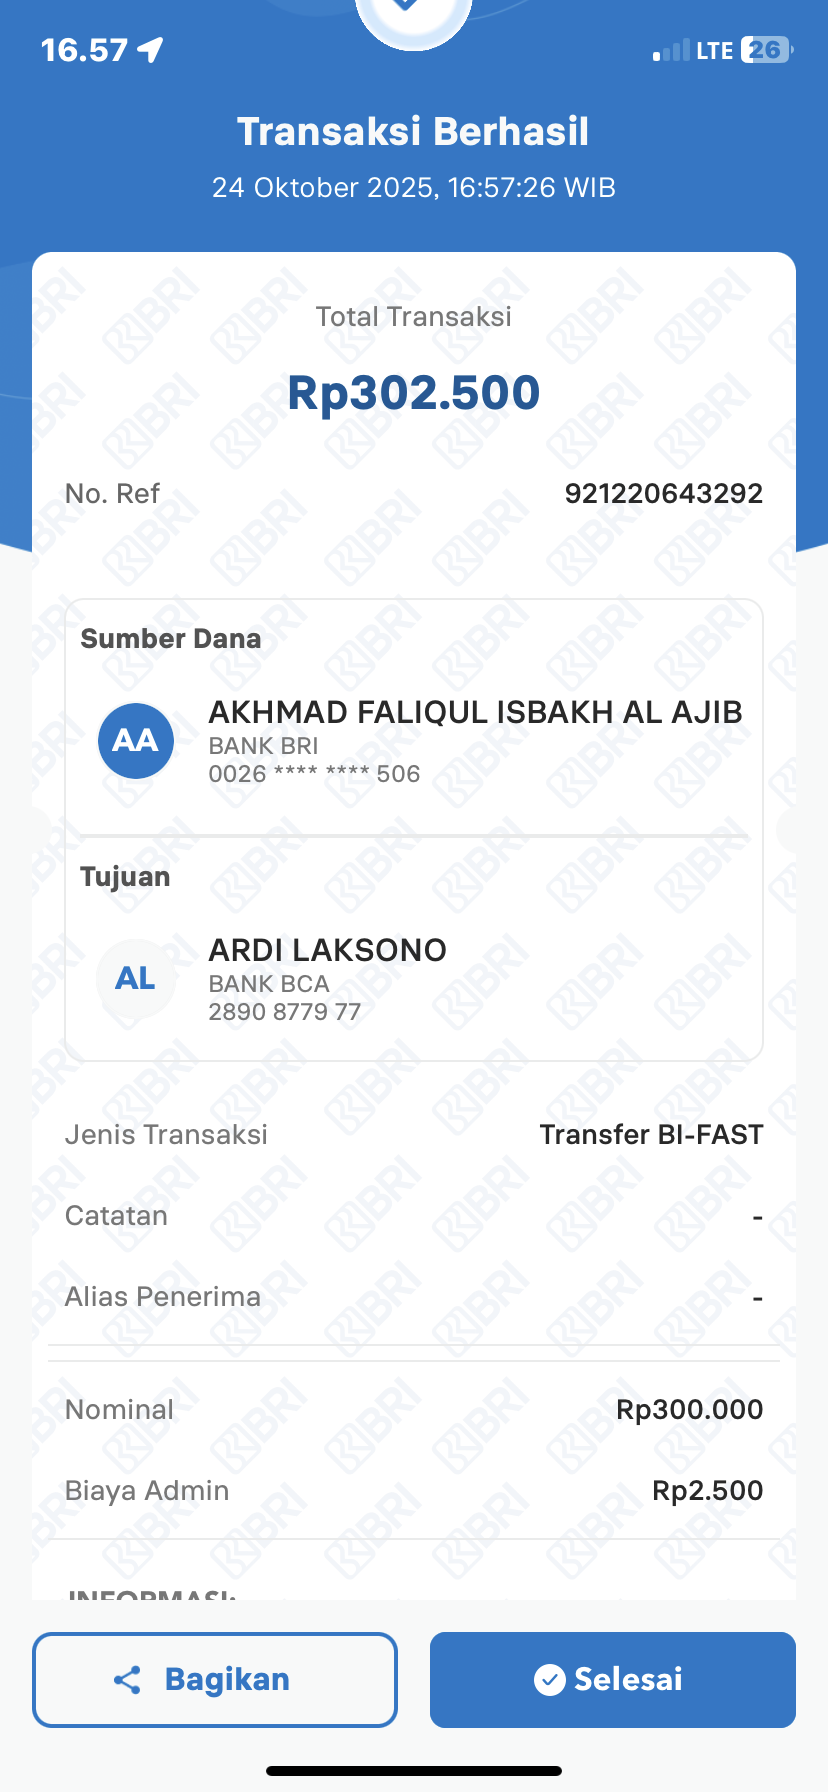 16.57
LTE 26
Transaksi Berhasil
24 Oktober 2025, 16:57:26 WIB
Total Transaksi
Rp302.500
No. Ref 921220643292
Sumber Dana
AA
AKHMAD FALIQUL ISBAKH AL AJIB
BANK BRI
0026 **** **** 506
Tujuan
AL
ARDI LAKSONO
BANK BCA
2890 8779 77
Jenis Transaksi Transfer BI-FAST
Catatan -
Alias Penerima -
Nominal Rp300.000
Biaya Admin Rp2.500
INFORMASI:
Bagikan
Selesai